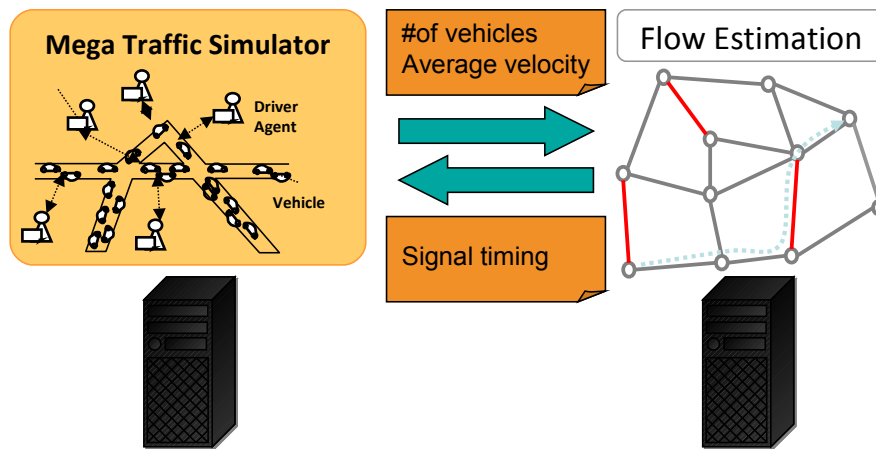 Mega Traffic Simulator
Driver
Agent
Vehicle
#of vehicles
Average velocity
Signal timing
Flow Estimation